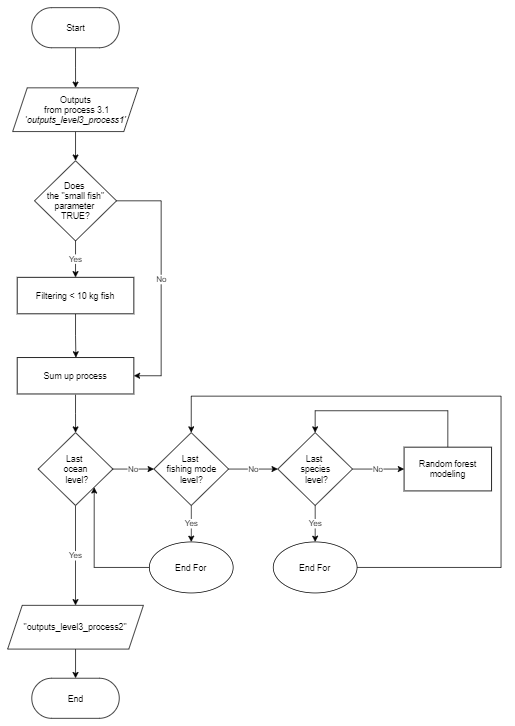 Start
Outputs
from process 3.1
'outputs_level3_process1'
Does
the "small fish"
parameter
TRUE?
Yes
No
Filtering < 10 kg fish
Sum up process
Last
ocean
level?
No
Last
fishing mode
level?
No
Last
species
level?
No
Random forest
modeling
Yes
Yes
Yes
End For
End For
"outputs_level3_process2"
End